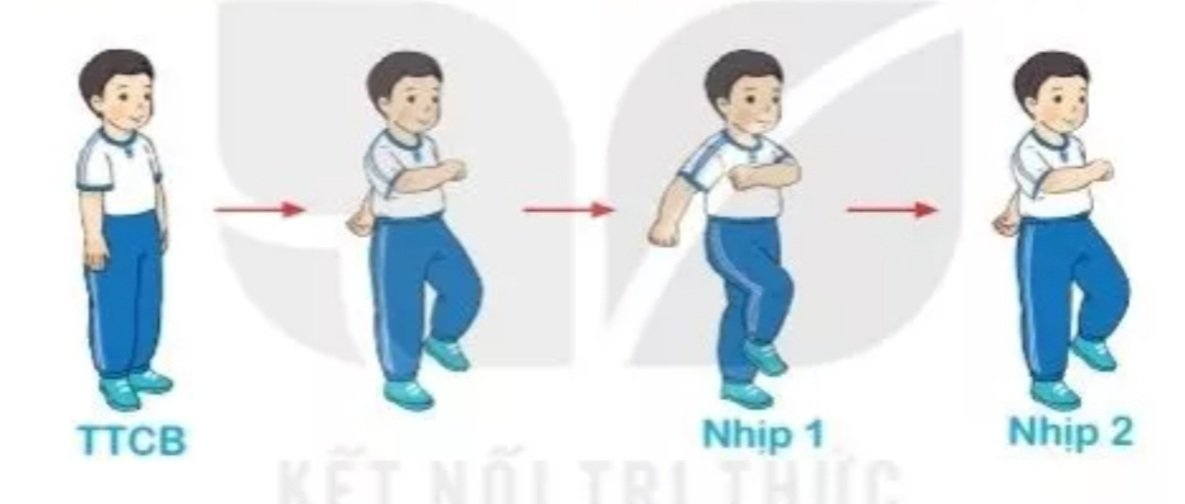 TTCB
Nhịp 1
Nhịp 2
KẾT NỐI TRI THỨC